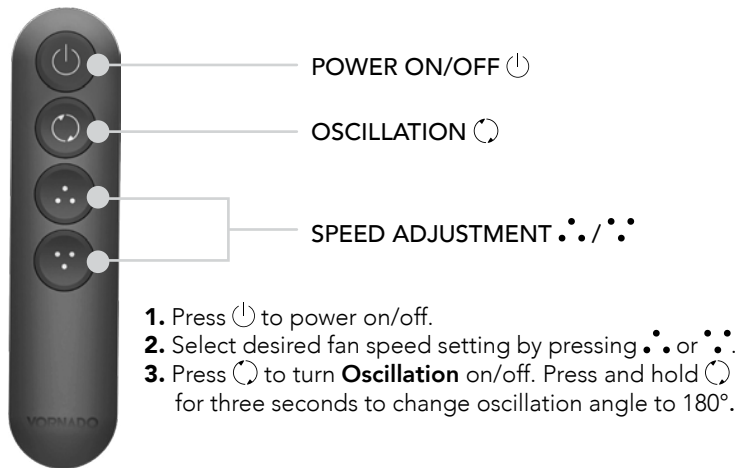 POWER ON/OFF
OSCILLATION
SPEED ADJUSTMENT /
1. Press to power on/off.
2. Select desired fan speed setting by pressing or .
3. Press to turn Oscillation on/off. Press and hold
for three seconds to change oscillation angle to 180°.
VORNADO